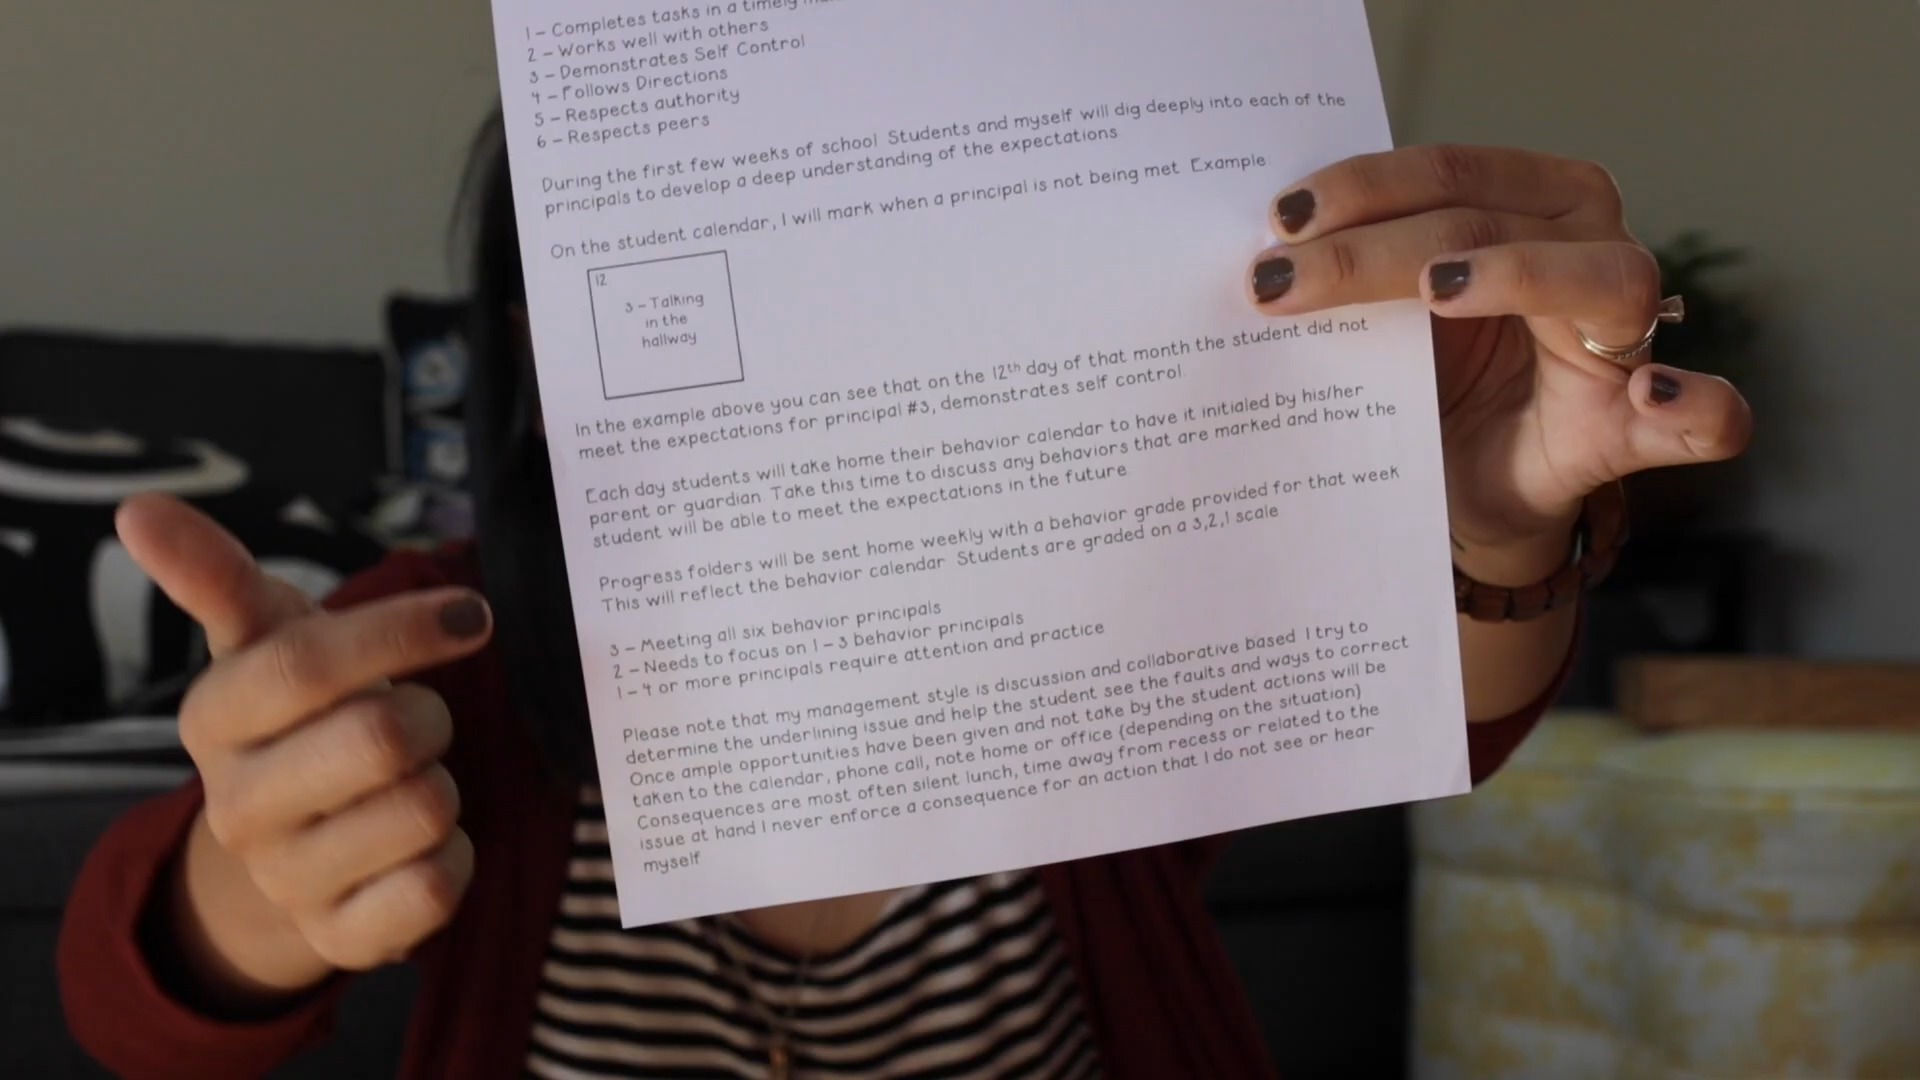 1 - Completes tasks in a timely
2 - Works well with others
3 - Demonstrates Self Control
4 - Follows Directions
5 - Respects authority
6 - Respects peers
During the first few weeks of school Students and myself will dig deeply into each of the
principals to develop a deep understanding of the expectations
On the student calendar, I will mark when a principal is not being met Example:
12
3 - Talking
in the
hallway
In the example above you can see that on the 12th day of that month the student did not
meet the expectations for principal #3, demonstrates self control.
Each day students will take home their behavior calendar to have it initialed by his/her
parent or guardian. Take this time to discuss any behaviors that are marked and how the
student will be able to meet the expectations in the future
Progress folders will be sent home weekly with a behavior grade provided for that week
This will reflect the behavior calendar Students are graded on a 3,2,1 scale
3 - Meeting all six behavior principals
2 - Needs to focus on 1 - 3 behavior principals
1 - 4 or more principals require attention and practice
Please note that my management style is discussion and collaborative based I try to
determine the underlining issue and help the student see the faults and ways to correct
Once ample opportunities have been given and not take by the student actions will be
taken to the calendar, phone call, note home or office (depending on the situation)
Consequences are most often silent lunch, time away from recess or related to the
issue at hand I never enforce a consequence for an action that I do not see or hear
myself